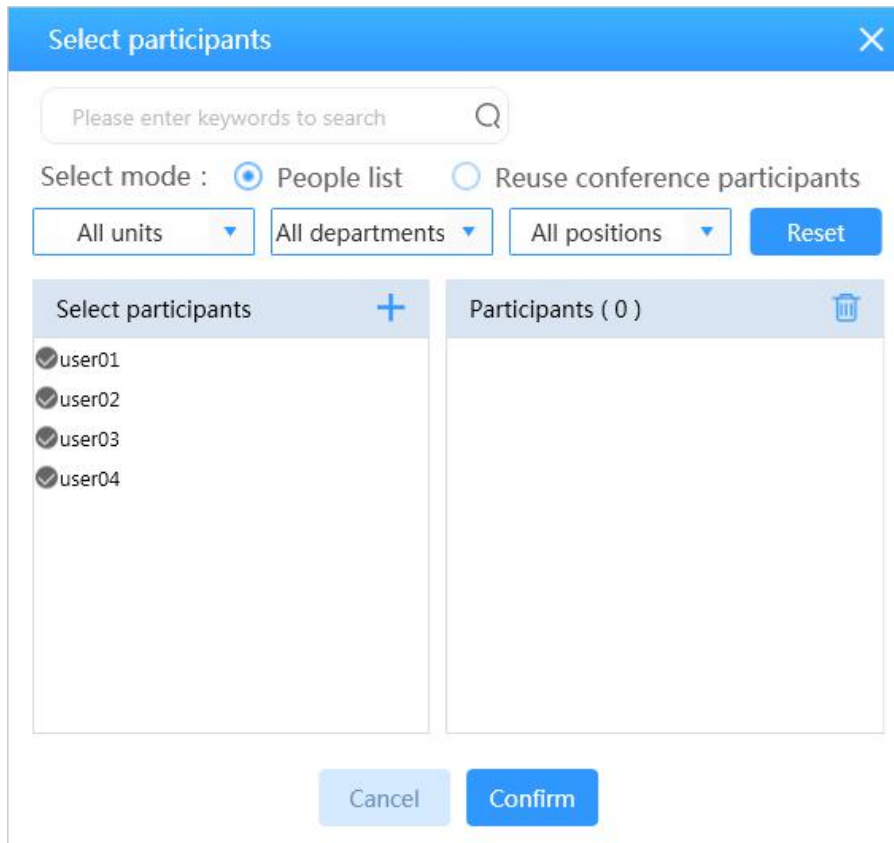 Select participants
Please enter keywords to search
Select mode : People list Reuse conference participants
All units All departments All positions Reset
Select participants Participants ( 0 )
user01
user02
user03
user04
Cancel Confirm